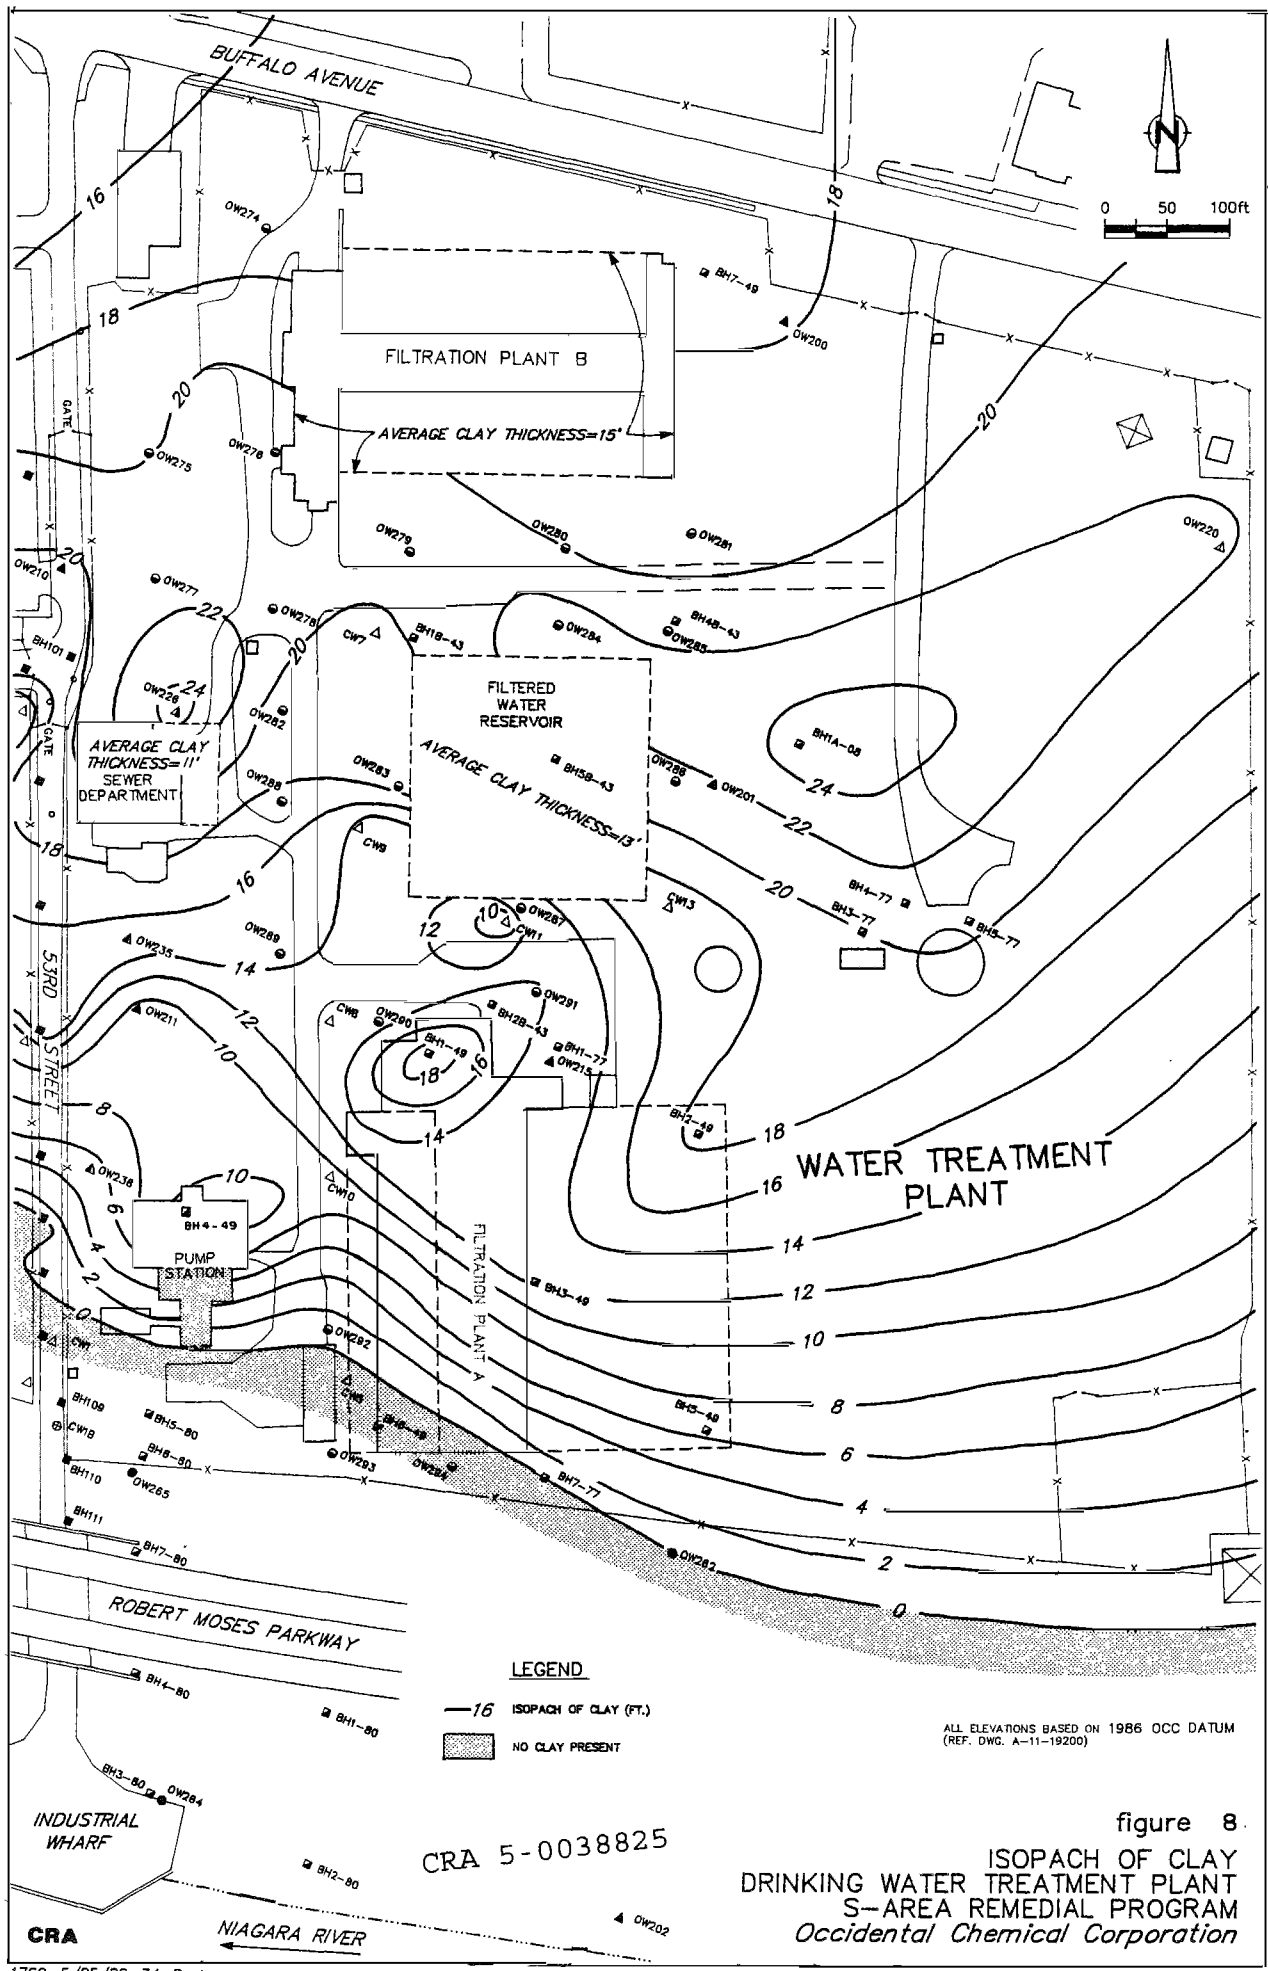 BUFFALO AVENUE
N
0 50 100ft
16
18
OW274
BH7-49
OW200
18
FILTRATION PLANT B
AVERAGE CLAY THICKNESS=15'
20
20
GATE
OW275
OW276
OW279
OW280
OW281
OW220
20
OW210
OW277
OW278
22
BH101
CW7
BH1B-43
OW284
BH4B-43
OW285
20
24
OW226
OW282
FILTERED
WATER
RESERVOIR
AVERAGE CLAY THICKNESS=13'
BH5B-43
OW286
OW201
BH1A-08
24
22
GATE
AVERAGE CLAY
THICKNESS=11'
SEWER
DEPARTMENT
OW283
OW288
CW9
18
16
20
BH4-77
BH3-77
BH5-77
CW13
10
OW287
CW11
12
OW235
OW289
14
53RD STREET
OW211
12
10
CW8
OW290
OW291
BH2B-43
BH1-49
BH1-77
OW215
16
18
14
BH2-49
18
WATER TREATMENT
PLANT
16
14
12
10
8
6
4
2
0
8
OW236
6
10
CW10
BH4-49
PUMP
STATION
4
2
0
FILTRATION PLANT A
BH3-49
OW292
CW1
CW5
BH6-49
BH5-49
BH109
CW18
BH5-80
BH6-80
BH110
OW265
OW293
OW294
BH7-77
BH111
BH7-80
OW262
ROBERT MOSES PARKWAY
BH4-80
BH1-80
LEGEND
16 ISOPACH OF CLAY (FT.)
NO CLAY PRESENT
ALL ELEVATIONS BASED ON 1986 OCC DATUM
(REF. DWG. A-11-19200)
BH3-80
OW264
INDUSTRIAL
WHARF
CRA 5-0038825
BH2-80
OW202
NIAGARA RIVER
CRA
figure 8
ISOPACH OF CLAY
DRINKING WATER TREATMENT PLANT
S-AREA REMEDIAL PROGRAM
Occidental Chemical Corporation